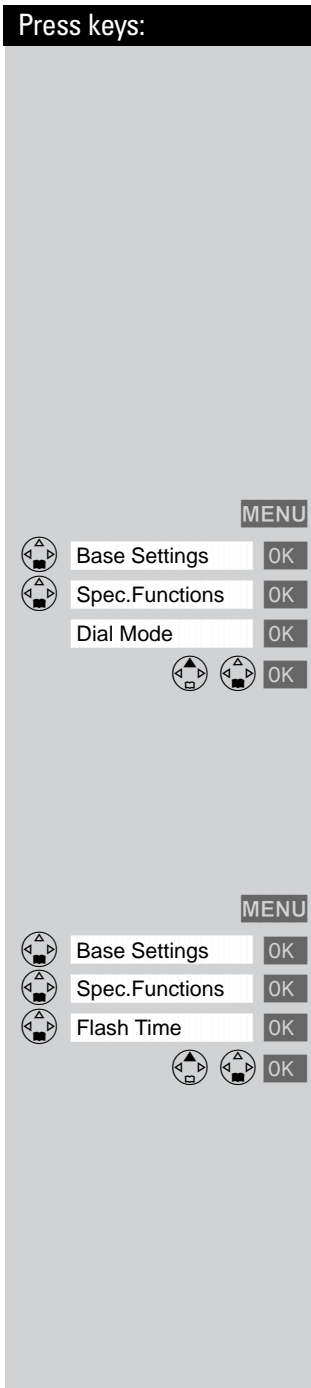 Press keys:
MENU
Base Settings OK
Spec.Functions OK
Dial Mode OK
OK
MENU
Base Settings OK
Spec.Functions OK
Flash Time OK
OK